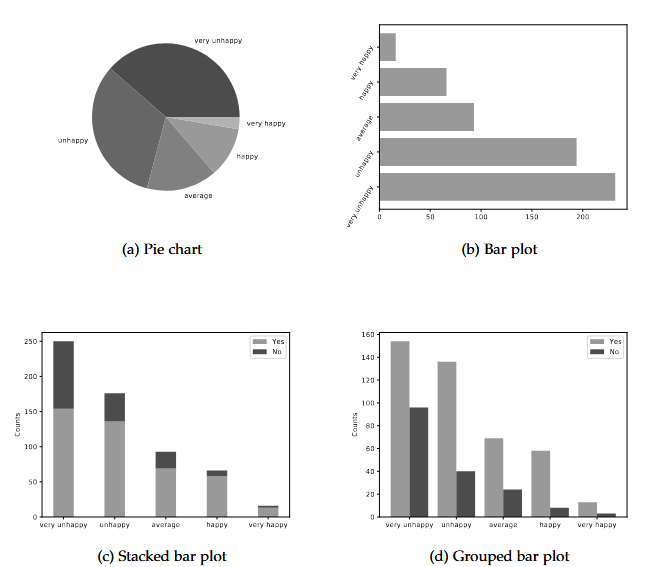 very unhappy
unhappy
average
happy
very happy
(a) Pie chart
very happy
happy
average
unhappy
very unhappy
0 50 100 150 200
(b) Bar plot
250
200
150
100
50
0
Counts
Yes
No
very unhappy unhappy average happy very happy
(c) Stacked bar plot
160
140
120
100
80
60
40
20
0
Counts
Yes
No
very unhappy unhappy average happy very happy
(d) Grouped bar plot